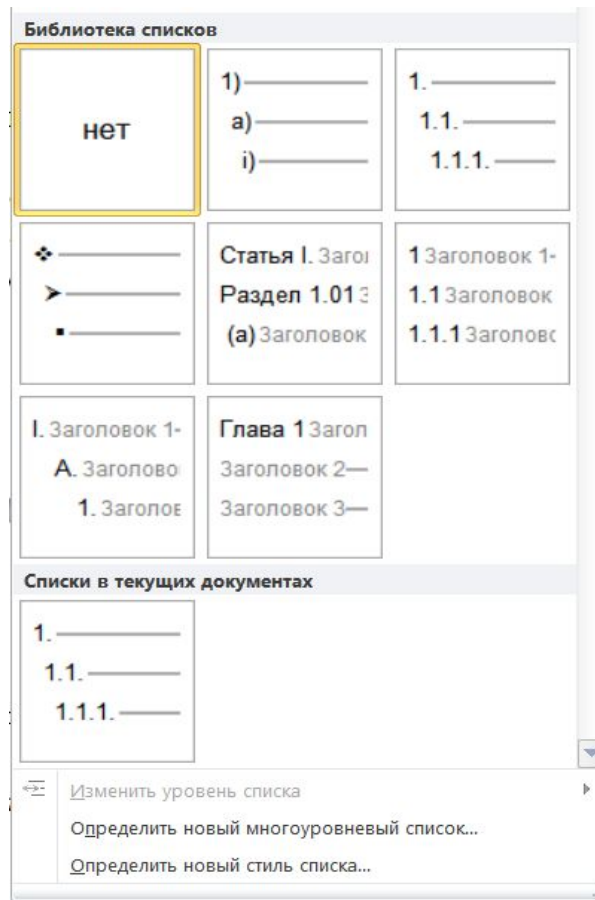 Библиотека списков
нет
1)
a)
i)
1.
1.1.
1.1.1.
Статья I. Загол
Раздел 1.01 З
(a) Заголовок
1 Заголовок 1-
1.1 Заголовок
1.1.1 Заголовс
I. Заголовок 1-
A. Заголово
1. Заголов
Глава 1 Загол
Заголовок 2
Заголовок 3
Списки в текущих документах
1.
1.1.
1.1.1.
Изменить уровень списка
Определить новый многоуровневый список...
Определить новый стиль списка...